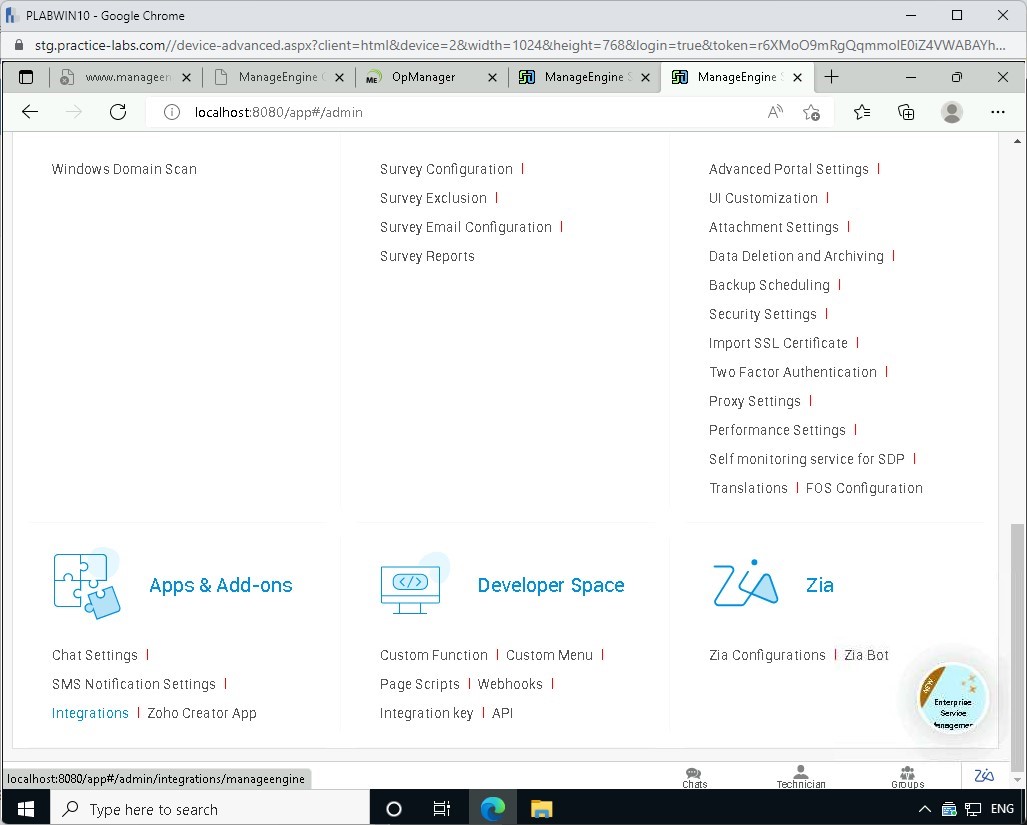 PLABWIN10 - Google Chrome
stg.practice-labs.com//device-advanced.aspx?client=html&device=2&width=1024&height=768&login=true&token=r6XMoO9mRgQqmmolE0iZ4VWABAYh...
www.manageen
ManageEngine
OpManager
ManageEngine S
ManageEngine S
localhost:8080/app#/admin
Windows Domain Scan
Survey Configuration |
Survey Exclusion |
Survey Email Configuration |
Survey Reports
Advanced Portal Settings |
UI Customization |
Attachment Settings |
Data Deletion and Archiving |
Backup Scheduling |
Security Settings |
Import SSL Certificate |
Two Factor Authentication |
Proxy Settings |
Performance Settings |
Self monitoring service for SDP |
Translations | FOS Configuration
Apps & Add-ons
Chat Settings |
SMS Notification Settings |
Integrations | Zoho Creator App
</> Developer Space
Custom Function | Custom Menu |
Page Scripts | Webhooks |
Integration key | API
Zia Zia
Zia Configurations | Zia Bot
NEW
Enterprise
Service
Management
localhost:8080/app#/admin/integrations/manageengine
Chats
Technician
Groups
Zia
Type here to search
ENG